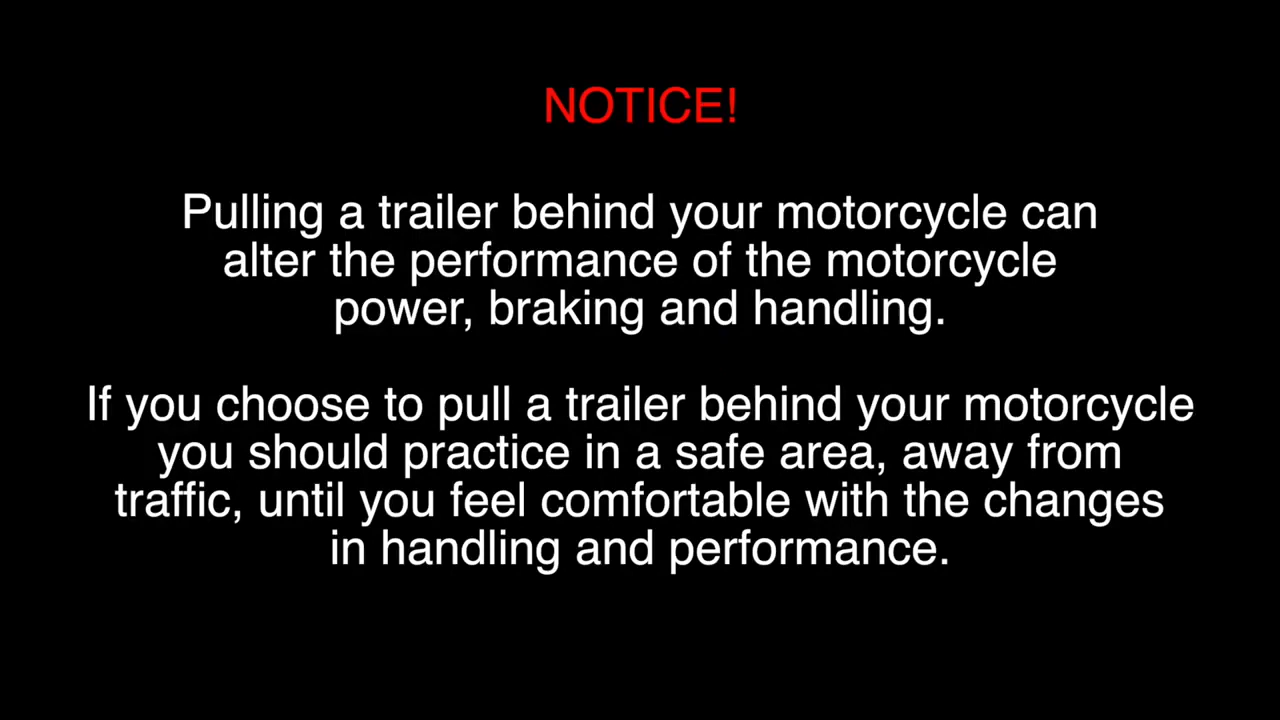 NOTICE!
Pulling a trailer behind your motorcycle can
alter the performance of the motorcycle
power, braking and handling.
If you choose to pull a trailer behind your motorcycle
you should practice in a safe area, away from
traffic, until you feel comfortable with the changes
in handling and performance.